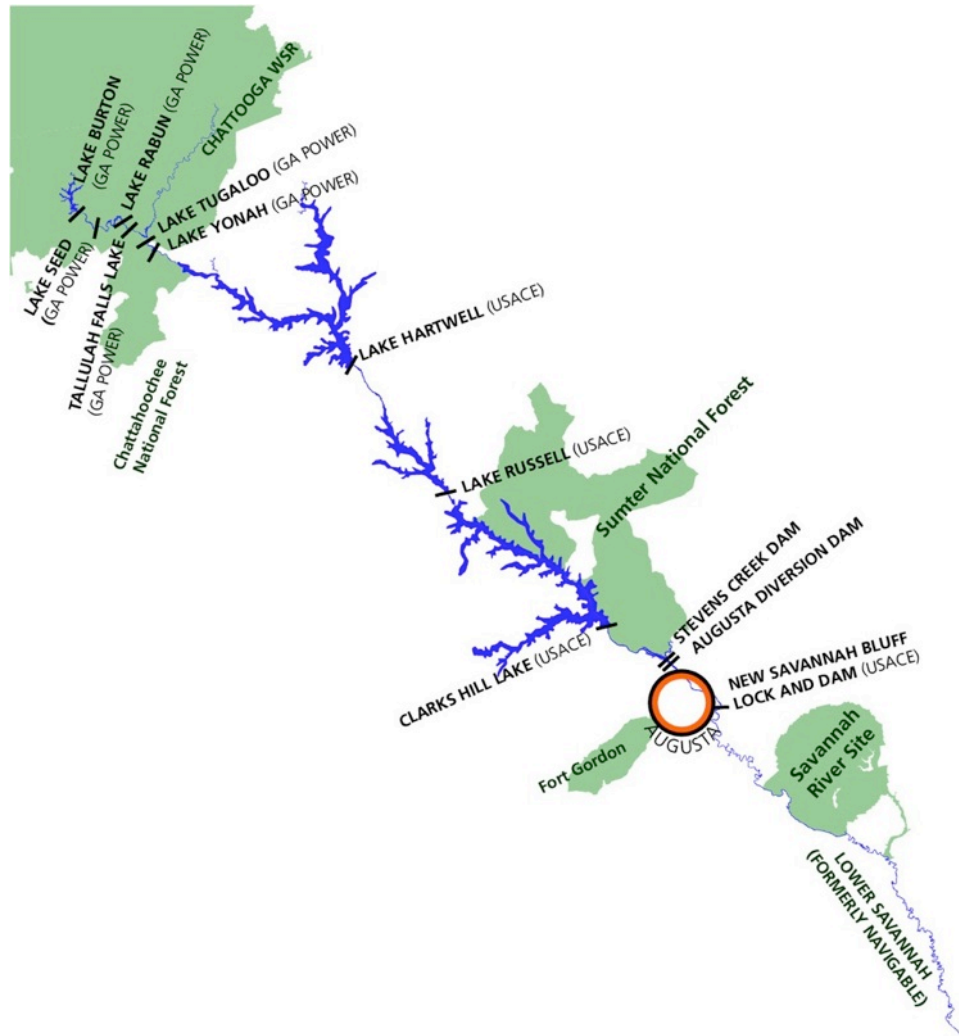 CHATTOOGA WSR
LAKE BURTON
(GA POWER)
LAKE RABUN (GA POWER)
LAKE TUGALOO (GA POWER)
LAKE YONAH (GA POWER)
LAKE SEED
(GA POWER)
TALLULAH FALLS LAKE
(GA POWER)
Chattahoochee
National Forest
LAKE HARTWELL (USACE)
LAKE RUSSELL (USACE)
Sumter National Forest
STEVENS CREEK DAM
AUGUSTA DIVERSION DAM
CLARKS HILL LAKE (USACE)
NEW SAVANNAH BLUFF
LOCK AND DAM (USACE)
AUGUSTA
Fort Gordon
Savannah
River Site
LOWER SAVANNAH
(FORMERLY NAVIGABLE)